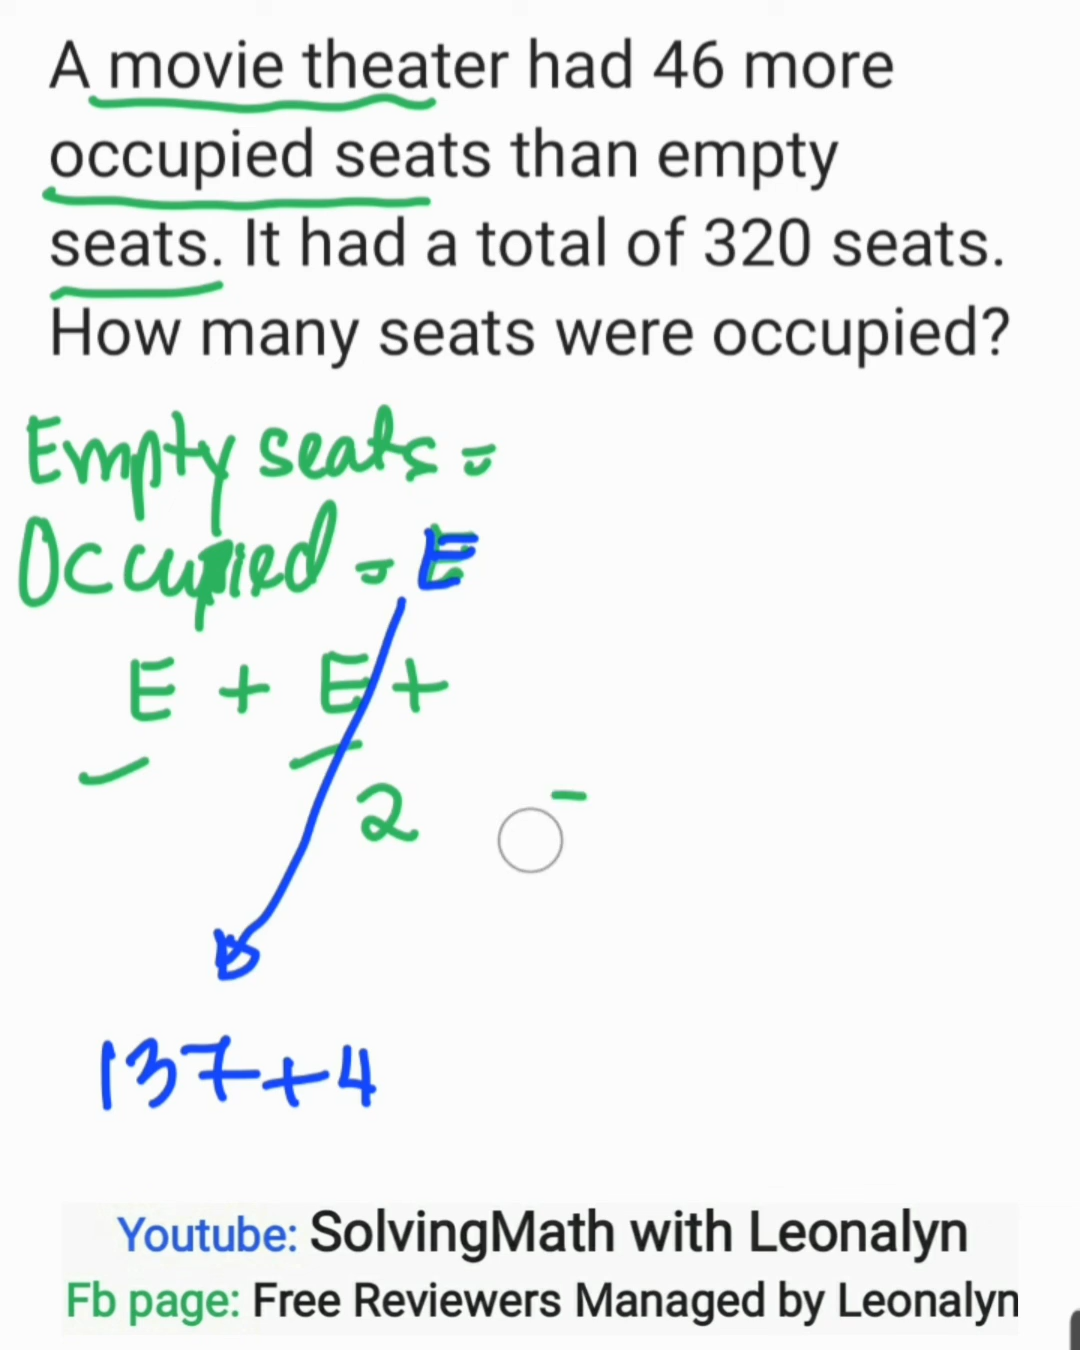 A movie theater had 46 more
occupied seats than empty
seats. It had a total of 320 seats.
How many seats were occupied?
Empty seats =
Occupied = E
E + E +
2 -
137+4
Youtube: SolvingMath with Leonalyn
Fb page: Free Reviewers Managed by Leonalyn